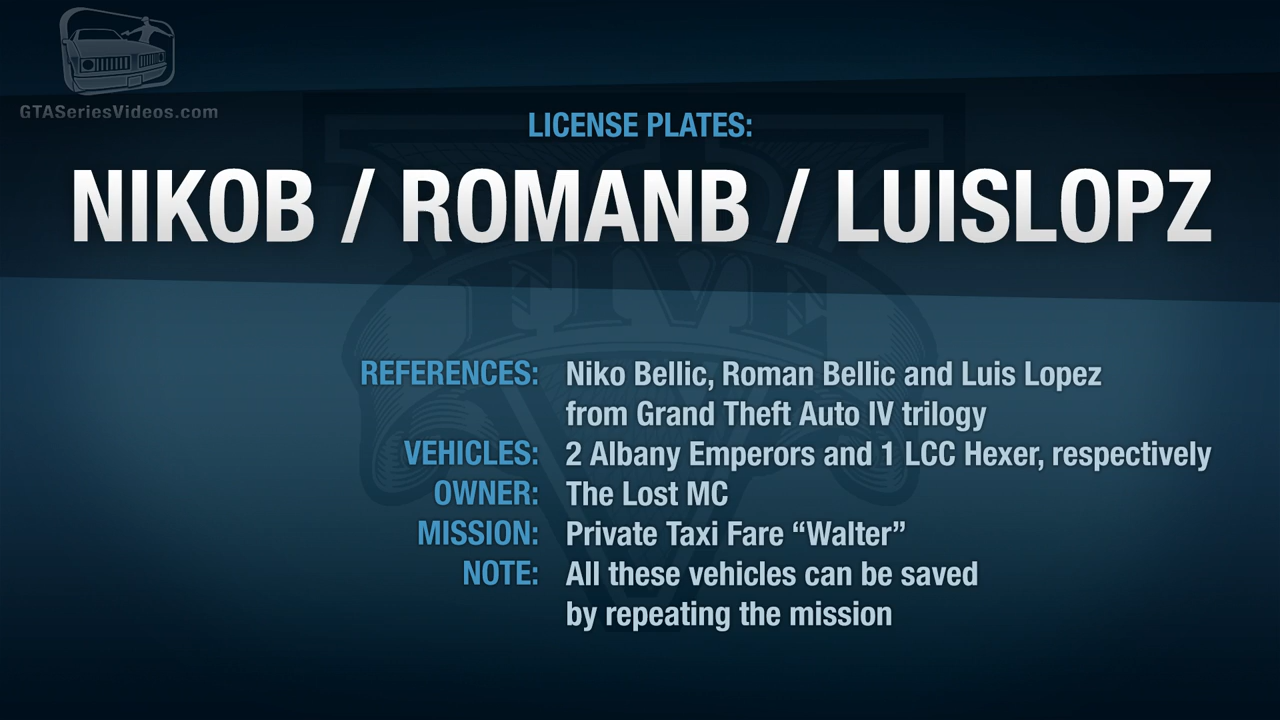 GTASeriesVideos.com
LICENSE PLATES:
NIKOB / ROMANB / LUISLOPZ
FIVE
REFERENCES: Niko Bellic, Roman Bellic and Luis Lopez
from Grand Theft Auto IV trilogy
VEHICLES: 2 Albany Emperors and 1 LCC Hexer, respectively
OWNER: The Lost MC
MISSION: Private Taxi Fare “Walter”
NOTE: All these vehicles can be saved
by repeating the mission